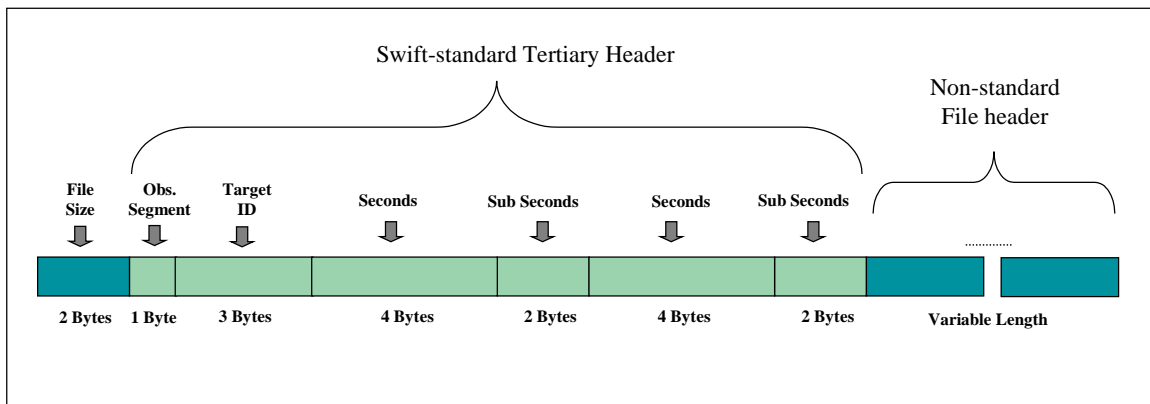 Swift-standard Tertiary Header
Non-standard
File header
File
Size
Obs.
Segment
Target
ID
Seconds
Sub Seconds
Seconds
Sub Seconds
2 Bytes
1 Byte
3 Bytes
4 Bytes
2 Bytes
4 Bytes
2 Bytes
Variable Length